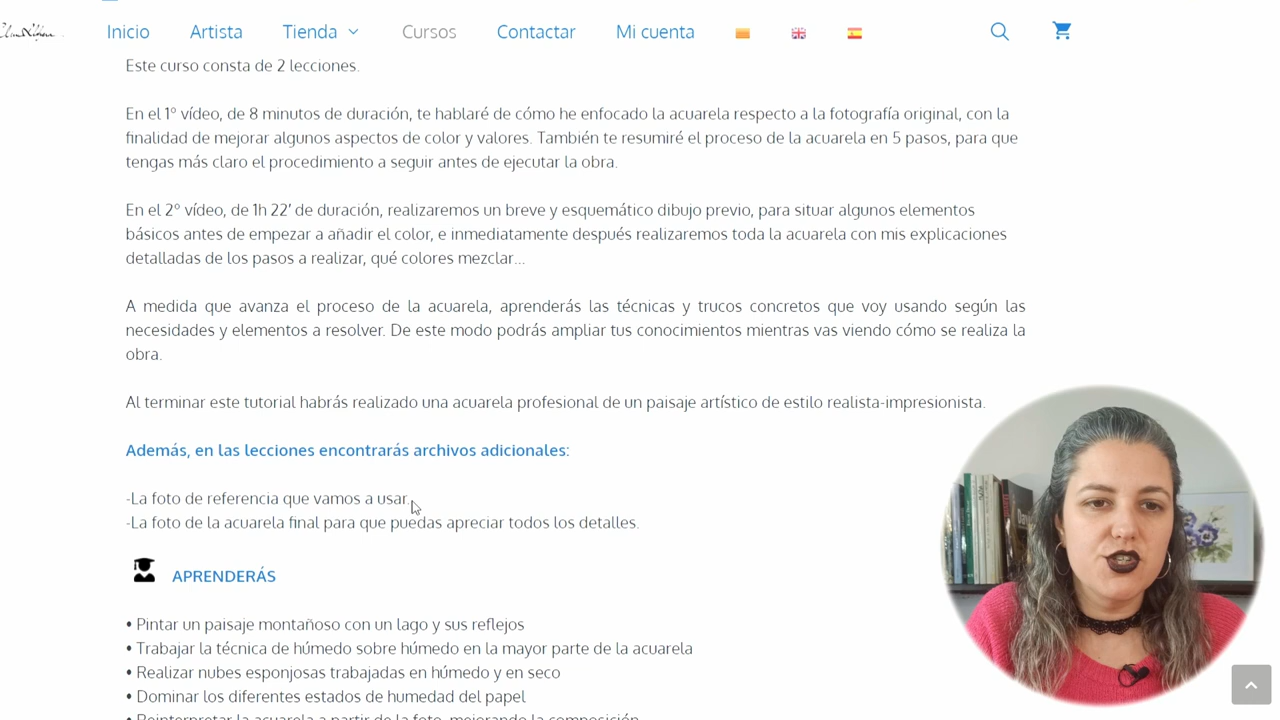 Inicio Artista Tienda Cursos Contactar Mi cuenta
Este curso consta de 2 lecciones.
En el 1º vídeo, de 8 minutos de duración, te hablaré de cómo he enfocado la acuarela respecto a la fotografía original, con la
finalidad de mejorar algunos aspectos de color y valores. También te resumiré el proceso de la acuarela en 5 pasos, para que
tengas más claro el procedimiento a seguir antes de ejecutar la obra.
En el 2º vídeo, de 1h 22’ de duración, realizaremos un breve y esquemático dibujo previo, para situar algunos elementos
básicos antes de empezar a añadir el color, e inmediatamente después realizaremos toda la acuarela con mis explicaciones
detalladas de los pasos a realizar, qué colores mezclar...
A medida que avanza el proceso de la acuarela, aprenderás las técnicas y trucos concretos que voy usando según las
necesidades y elementos a resolver. De este modo podrás ampliar tus conocimientos mientras vas viendo cómo se realiza la
obra.
Al terminar este tutorial habrás realizado una acuarela profesional de un paisaje artístico de estilo realista-impresionista.
Además, en las lecciones encontrarás archivos adicionales:
-La foto de referencia que vamos a usar.
-La foto de la acuarela final para que puedas apreciar todos los detalles.
APRENDERÁS
• Pintar un paisaje montañoso con un lago y sus reflejos
• Trabajar la técnica de húmedo sobre húmedo en la mayor parte de la acuarela
• Realizar nubes esponjosas trabajadas en húmedo y en seco
• Dominar los diferentes estados de humedad del papel
• Reinterpretar la acuarela a partir de la foto, mejorando la composición